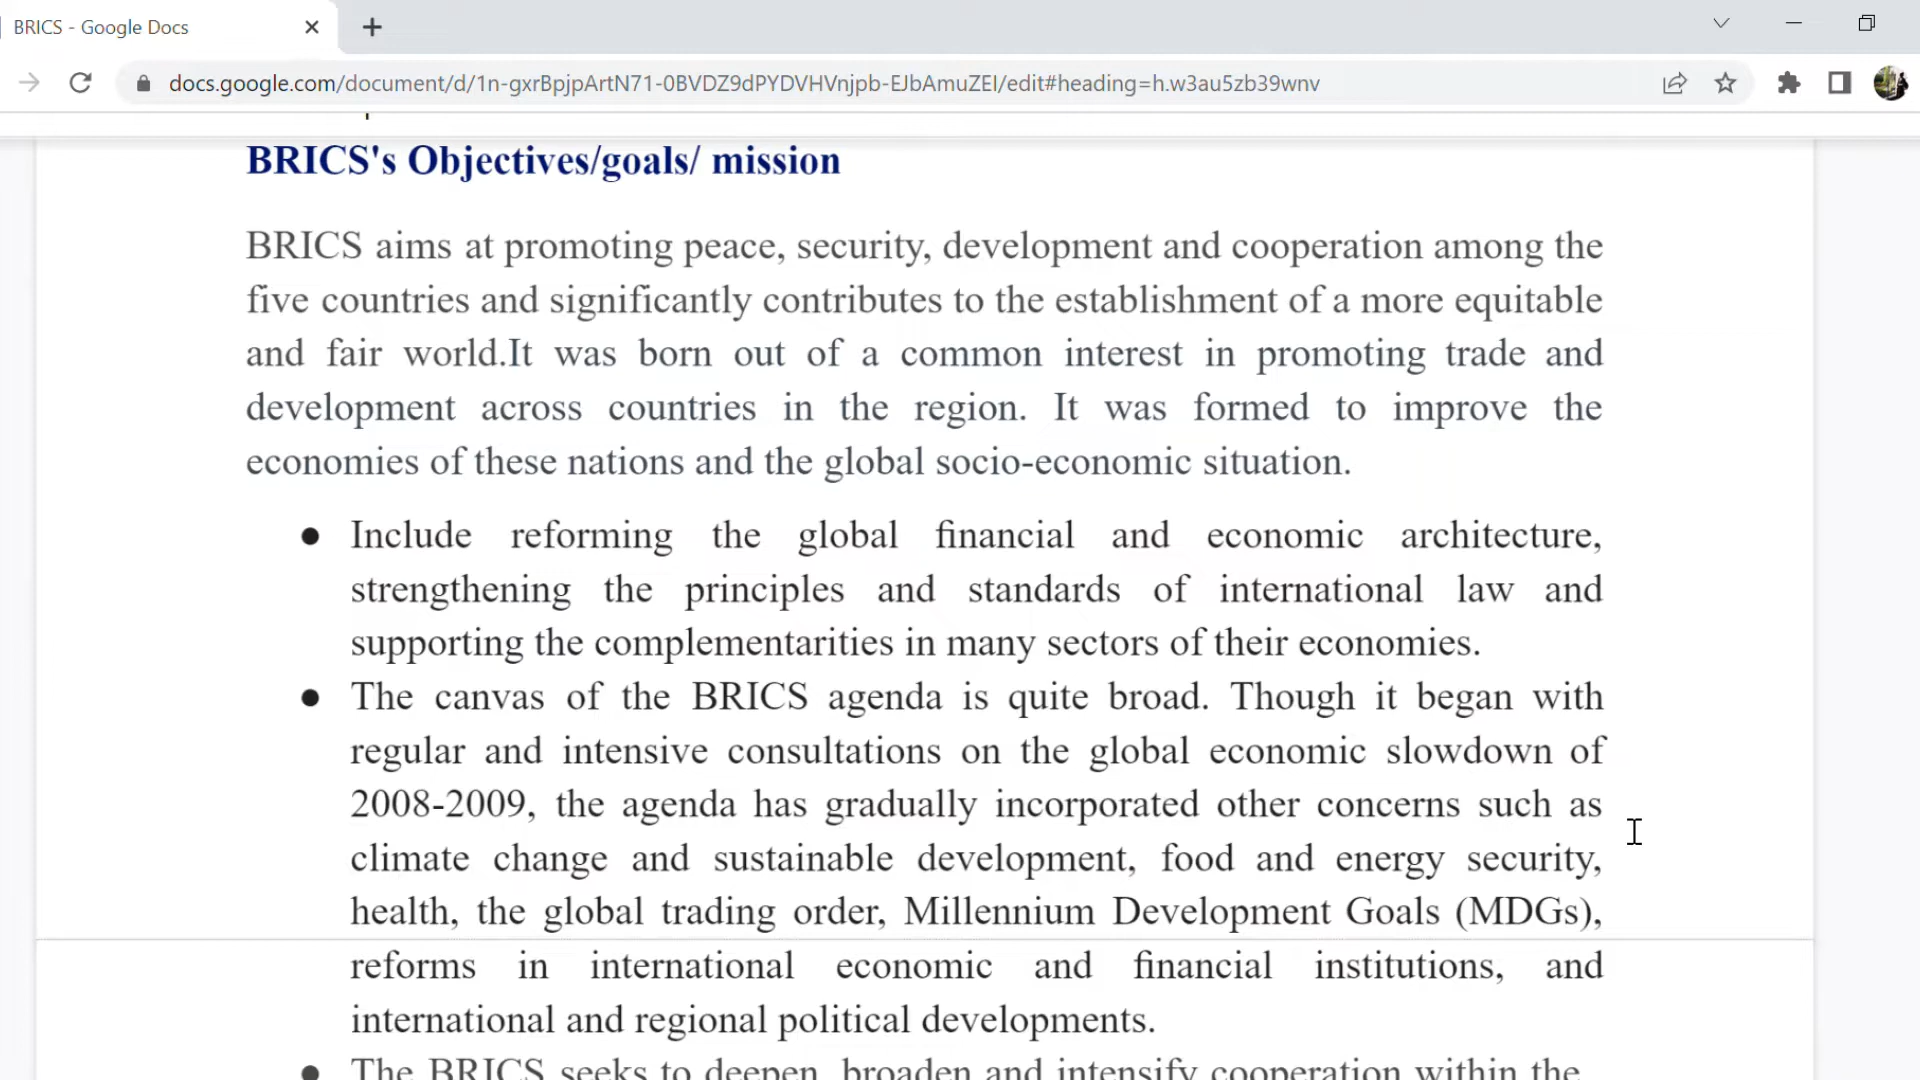 BRICS - Google Docs
docs.google.com/document/d/1n-gxrBpjpArtN71-0BVDZ9dPYDVHVnjpb-EJbAmuZEI/edit#heading=h.w3au5zb39wnv
BRICS's Objectives/goals/ mission
BRICS aims at promoting peace, security, development and cooperation among the
five countries and significantly contributes to the establishment of a more equitable
and fair world.It was born out of a common interest in promoting trade and
development across countries in the region. It was formed to improve the
economies of these nations and the global socio-economic situation.
● Include reforming the global financial and economic architecture,
strengthening the principles and standards of international law and
supporting the complementarities in many sectors of their economies.
● The canvas of the BRICS agenda is quite broad. Though it began with
regular and intensive consultations on the global economic slowdown of
2008-2009, the agenda has gradually incorporated other concerns such as
climate change and sustainable development, food and energy security,
health, the global trading order, Millennium Development Goals (MDGs),
reforms in international economic and financial institutions, and
international and regional political developments.
● The BRICS seeks to deepen, broaden and intensify cooperation within the